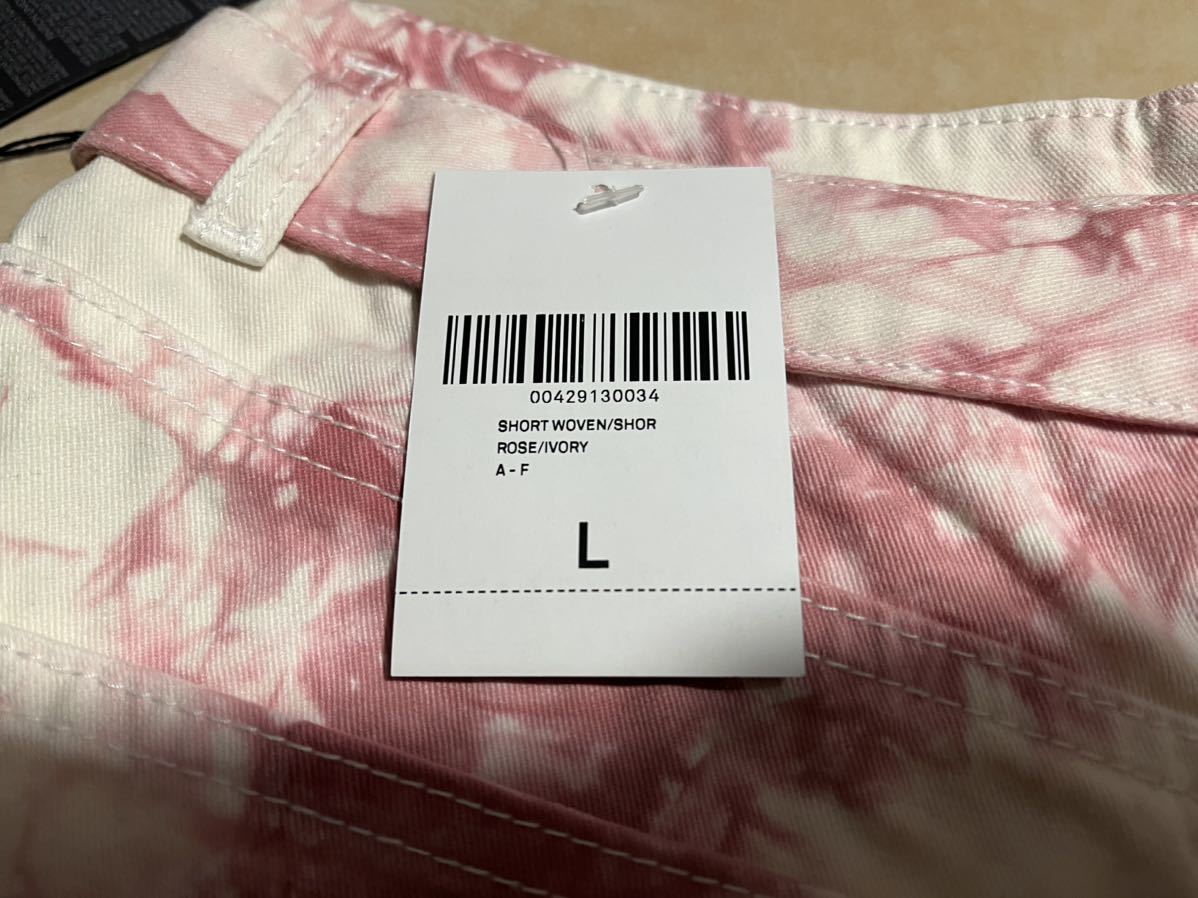 00429130034
SHORT WOVEN/SHOR
ROSE/IVORY
A - F
L